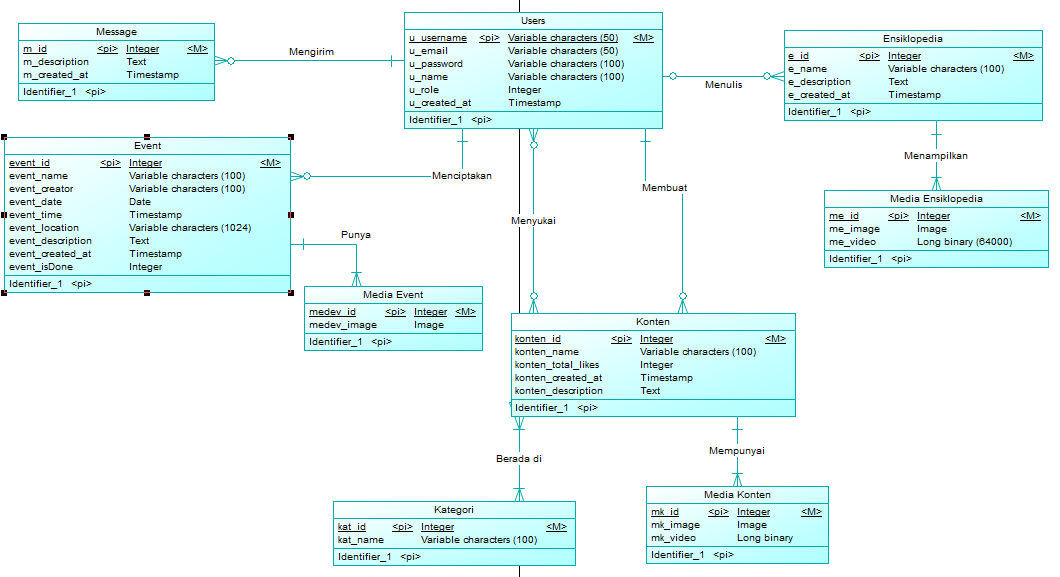 Message
m_id <pi> Integer <M>
m_description Text
m_created_at Timestamp
Identifier_1 <pi>
Mengirim
Users
u_username <pi> Variable characters (50) <M>
u_email Variable characters (50)
u_password Variable characters (100)
u_name Variable characters (100)
u_role Integer
u_created_at Timestamp
Identifier_1 <pi>
Menulis
Ensiklopedia
e_id <pi> Integer <M>
e_name Variable characters (100)
e_description Text
e_created_at Timestamp
Identifier_1 <pi>
Menampilkan
Media Ensiklopedia
me_id <pi> Integer <M>
me_image Image
me_video Long binary (64000)
Identifier_1 <pi>
Event
event_id <pi> Integer <M>
event_name Variable characters (100)
event_creator Variable characters (100)
event_date Date
event_time Timestamp
event_location Variable characters (1024)
event_description Text
event_created_at Timestamp
event_isDone Integer
Identifier_1 <pi>
Menciptakan
Punya
Menyukai
Membuat
Media Event
medev_id <pi> Integer <M>
medev_image Image
Identifier_1 <pi>
Konten
konten_id <pi> Integer <M>
konten_name Variable characters (100)
konten_total_likes Integer
konten_created_at Timestamp
konten_description Text
Identifier_1 <pi>
Berada di
Mempunyai
Kategori
kat_id <pi> Integer <M>
kat_name Variable characters (100)
Identifier_1 <pi>
Media Konten
mk_id <pi> Integer <M>
mk_image Image
mk_video Long binary
Identifier_1 <pi>